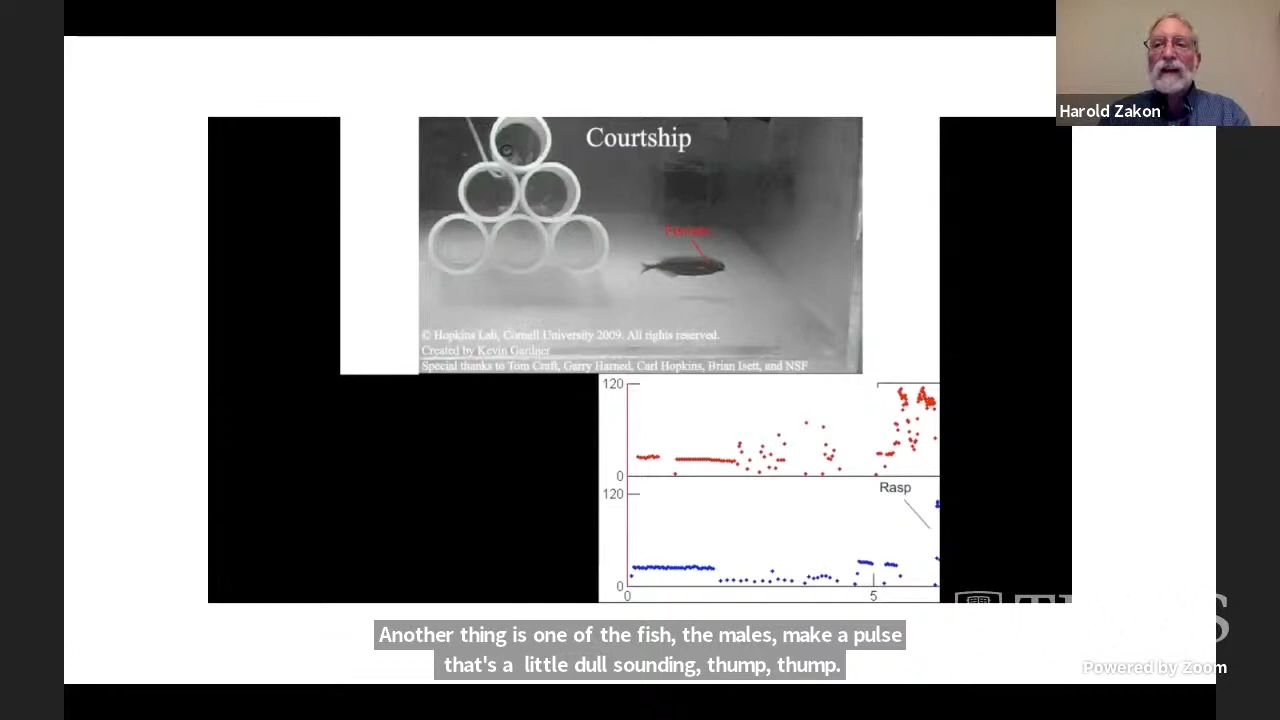 Harold Zakon
Courtship
Female
© Hopkins Lab, Cornell University 2009. All rights reserved.
Created by Kevin Gardner
Special thanks to Tom Craft, Garry Harned, Carl Hopkins, Brian Isett, and NSF
120
0
120
Rasp
0
0
5
Another thing is one of the fish, the males, make a pulse
that's a little dull sounding, thump, thump.
Powered by Zoom